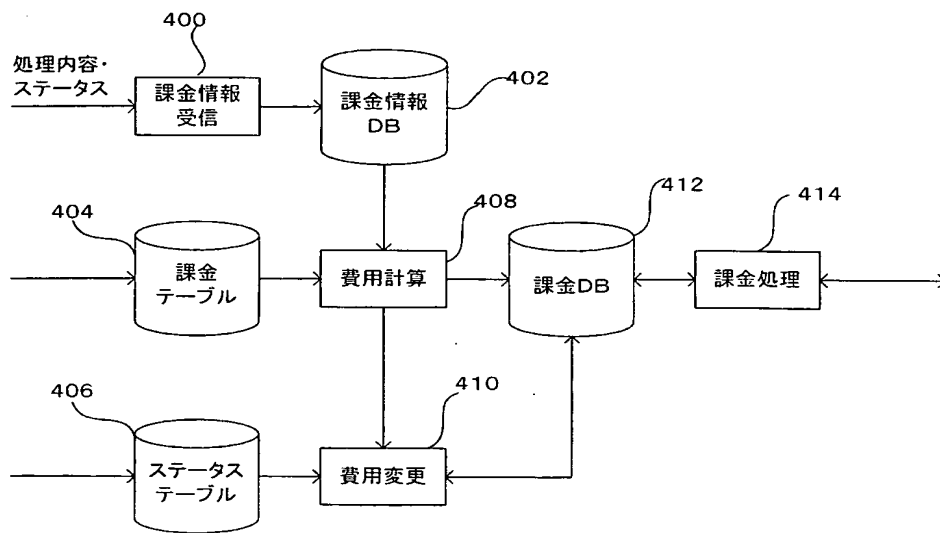 400
処理内容・
ステータス
課金情報
受信
課金情報
DB
402
404
課金
テーブル
408
費用計算
412
課金DB
414
課金処理
406
ステータス
テーブル
410
費用変更